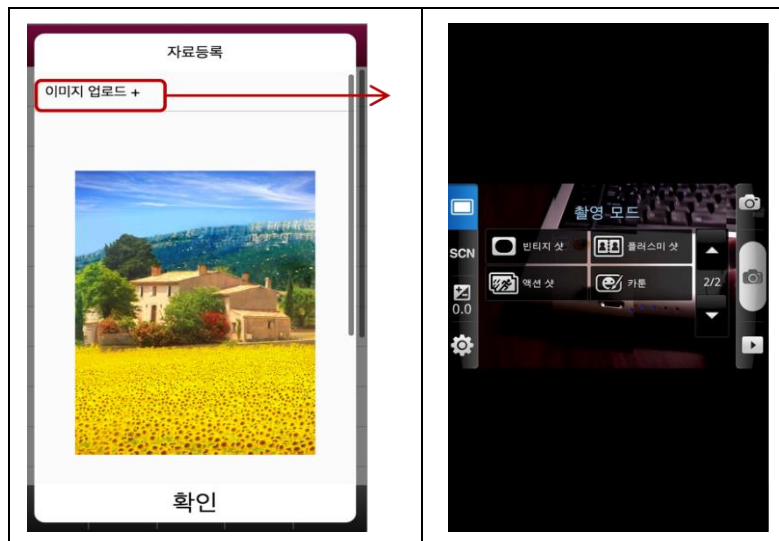 자료등록
이미지 업로드 +
확인
촬영 모드
SCN
빈티지 샷
플러스미 샷
액션 샷
카툰
2/2
0.0